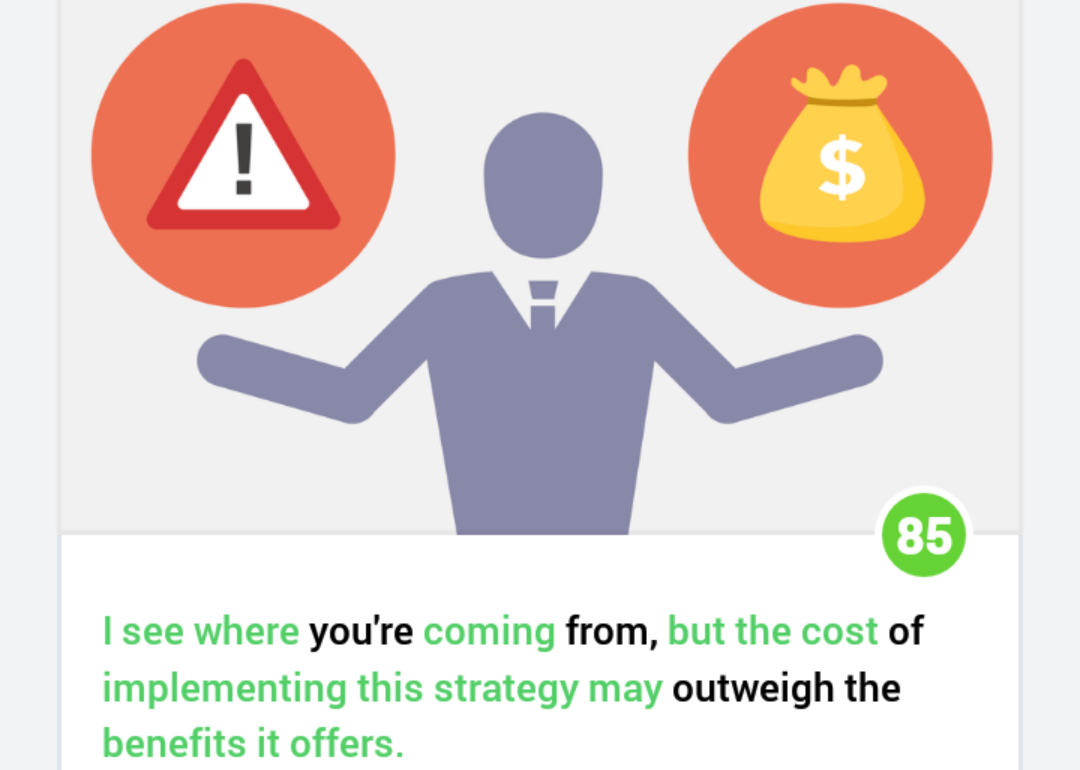 !
$
85
I see where you're coming from, but the cost of
implementing this strategy may outweigh the
benefits it offers.